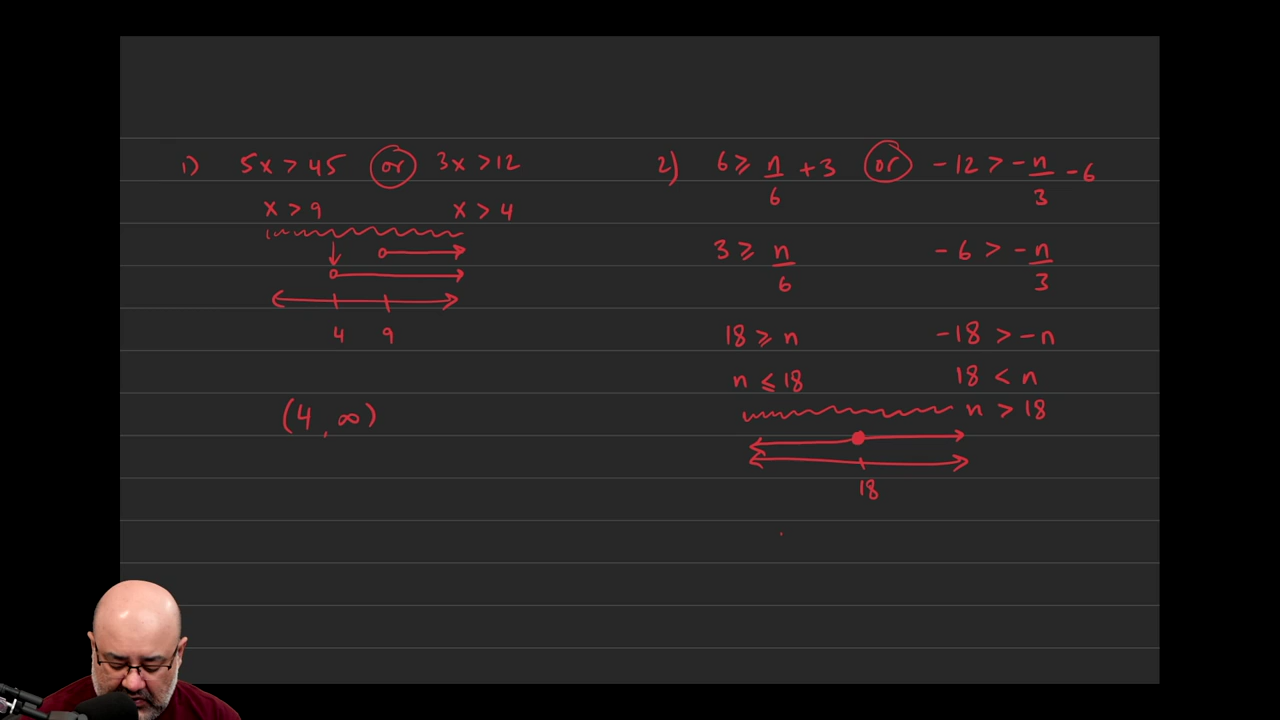 1) 5x > 45 or 3x > 12
x > 9 x > 4
4 9
(4, ∞)
2) 6 ≥ n/6 + 3 or -12 > -n/3 - 6
3 ≥ n/6 -6 > -n/3
18 ≥ n -18 > -n
n ≤ 18 18 < n
n > 18
18